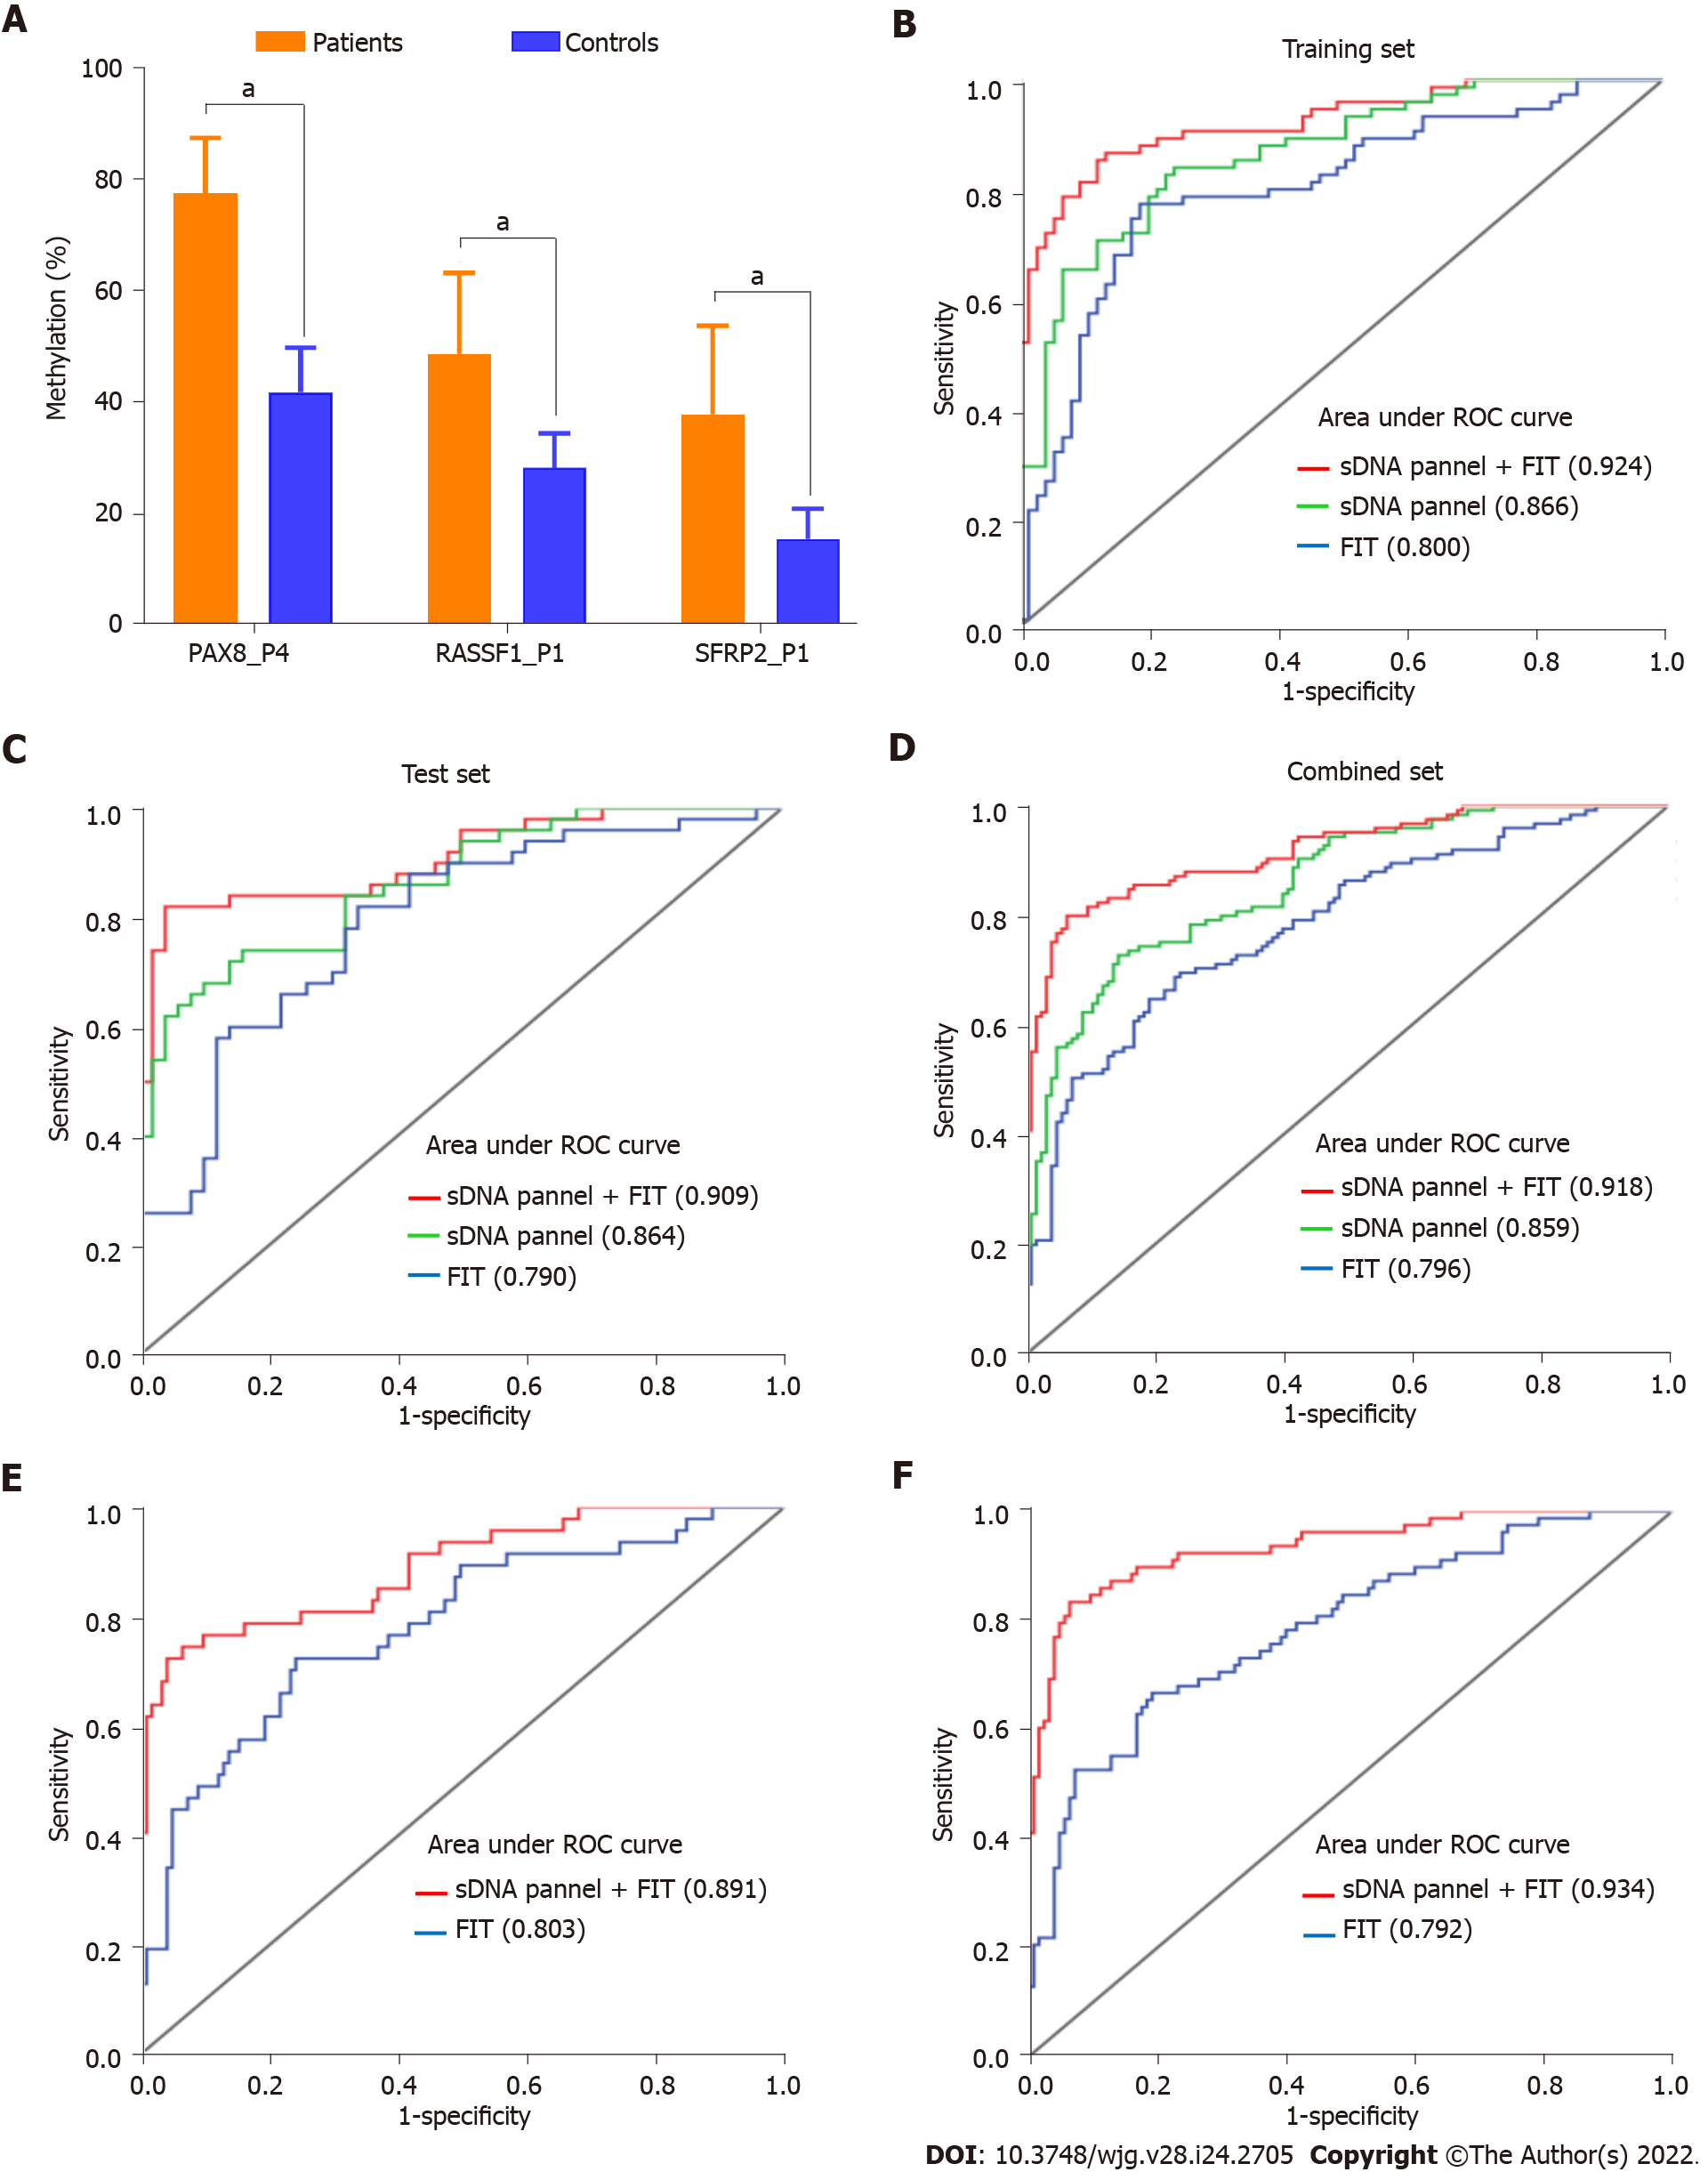 A
Patients Controls
100
80
60
40
20
0
Methylation (%)
a
a
a
PAX8_P4 RASSF1_P1 SFRP2_P1
B
Training set
1.0
0.8
0.6
0.4
0.2
0.0
Sensitivity
Area under ROC curve
sDNA pannel + FIT (0.924)
sDNA pannel (0.866)
FIT (0.800)
0.0 0.2 0.4 0.6 0.8 1.0
1-specificity
C
Test set
1.0
0.8
0.6
0.4
0.2
0.0
Sensitivity
Area under ROC curve
sDNA pannel + FIT (0.909)
sDNA pannel (0.864)
FIT (0.790)
0.0 0.2 0.4 0.6 0.8 1.0
1-specificity
D
Combined set
1.0
0.8
0.6
0.4
0.2
0.0
Sensitivity
Area under ROC curve
sDNA pannel + FIT (0.918)
sDNA pannel (0.859)
FIT (0.796)
0.0 0.2 0.4 0.6 0.8 1.0
1-specificity
E
1.0
0.8
0.6
0.4
0.2
0.0
Sensitivity
Area under ROC curve
sDNA pannel + FIT (0.891)
FIT (0.803)
0.0 0.2 0.4 0.6 0.8 1.0
1-specificity
F
1.0
0.8
0.6
0.4
0.2
0.0
Sensitivity
Area under ROC curve
sDNA pannel + FIT (0.934)
FIT (0.792)
0.0 0.2 0.4 0.6 0.8 1.0
1-specificity
DOI: 10.3748/wjg.v28.i24.2705 Copyright ©The Author(s) 2022.